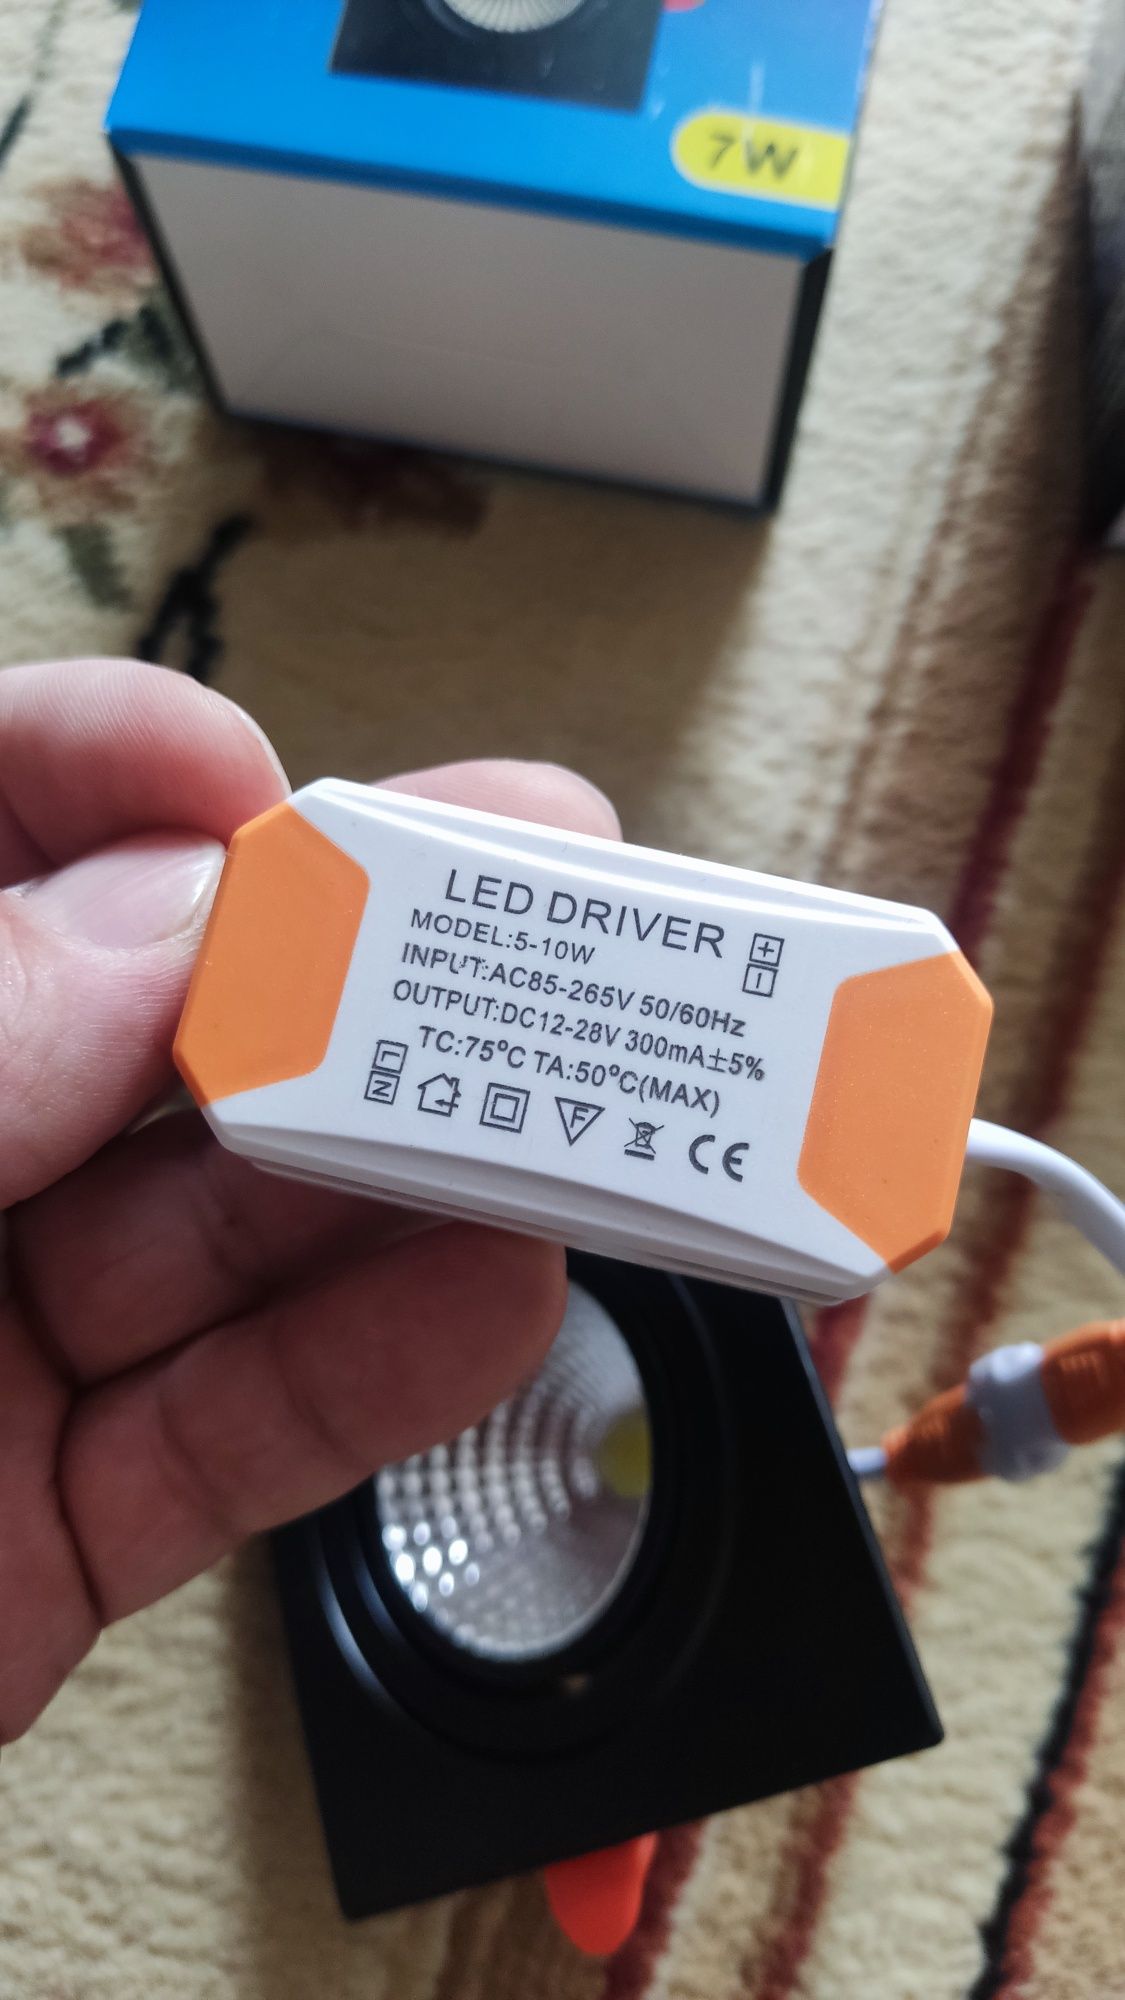 7W
LED DRIVER
MODEL:5-10W
INPUT:AC85-265V 50/60Hz
OUTPUT:DC12-28V 300mA±5%
TC:75°C TA:50°C(MAX)
+
-
L
N
F
CE